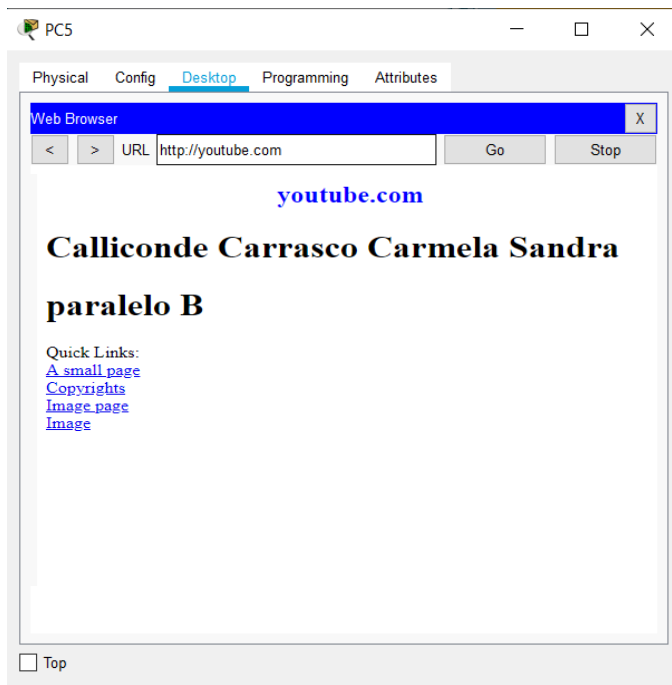 PC5
Physical Config Desktop Programming Attributes
Web Browser X
< > URL http://youtube.com Go Stop
youtube.com
Calliconde Carrasco Carmela Sandra
paralelo B
Quick Links:
A small page
Copyrights
Image page
Image
Top